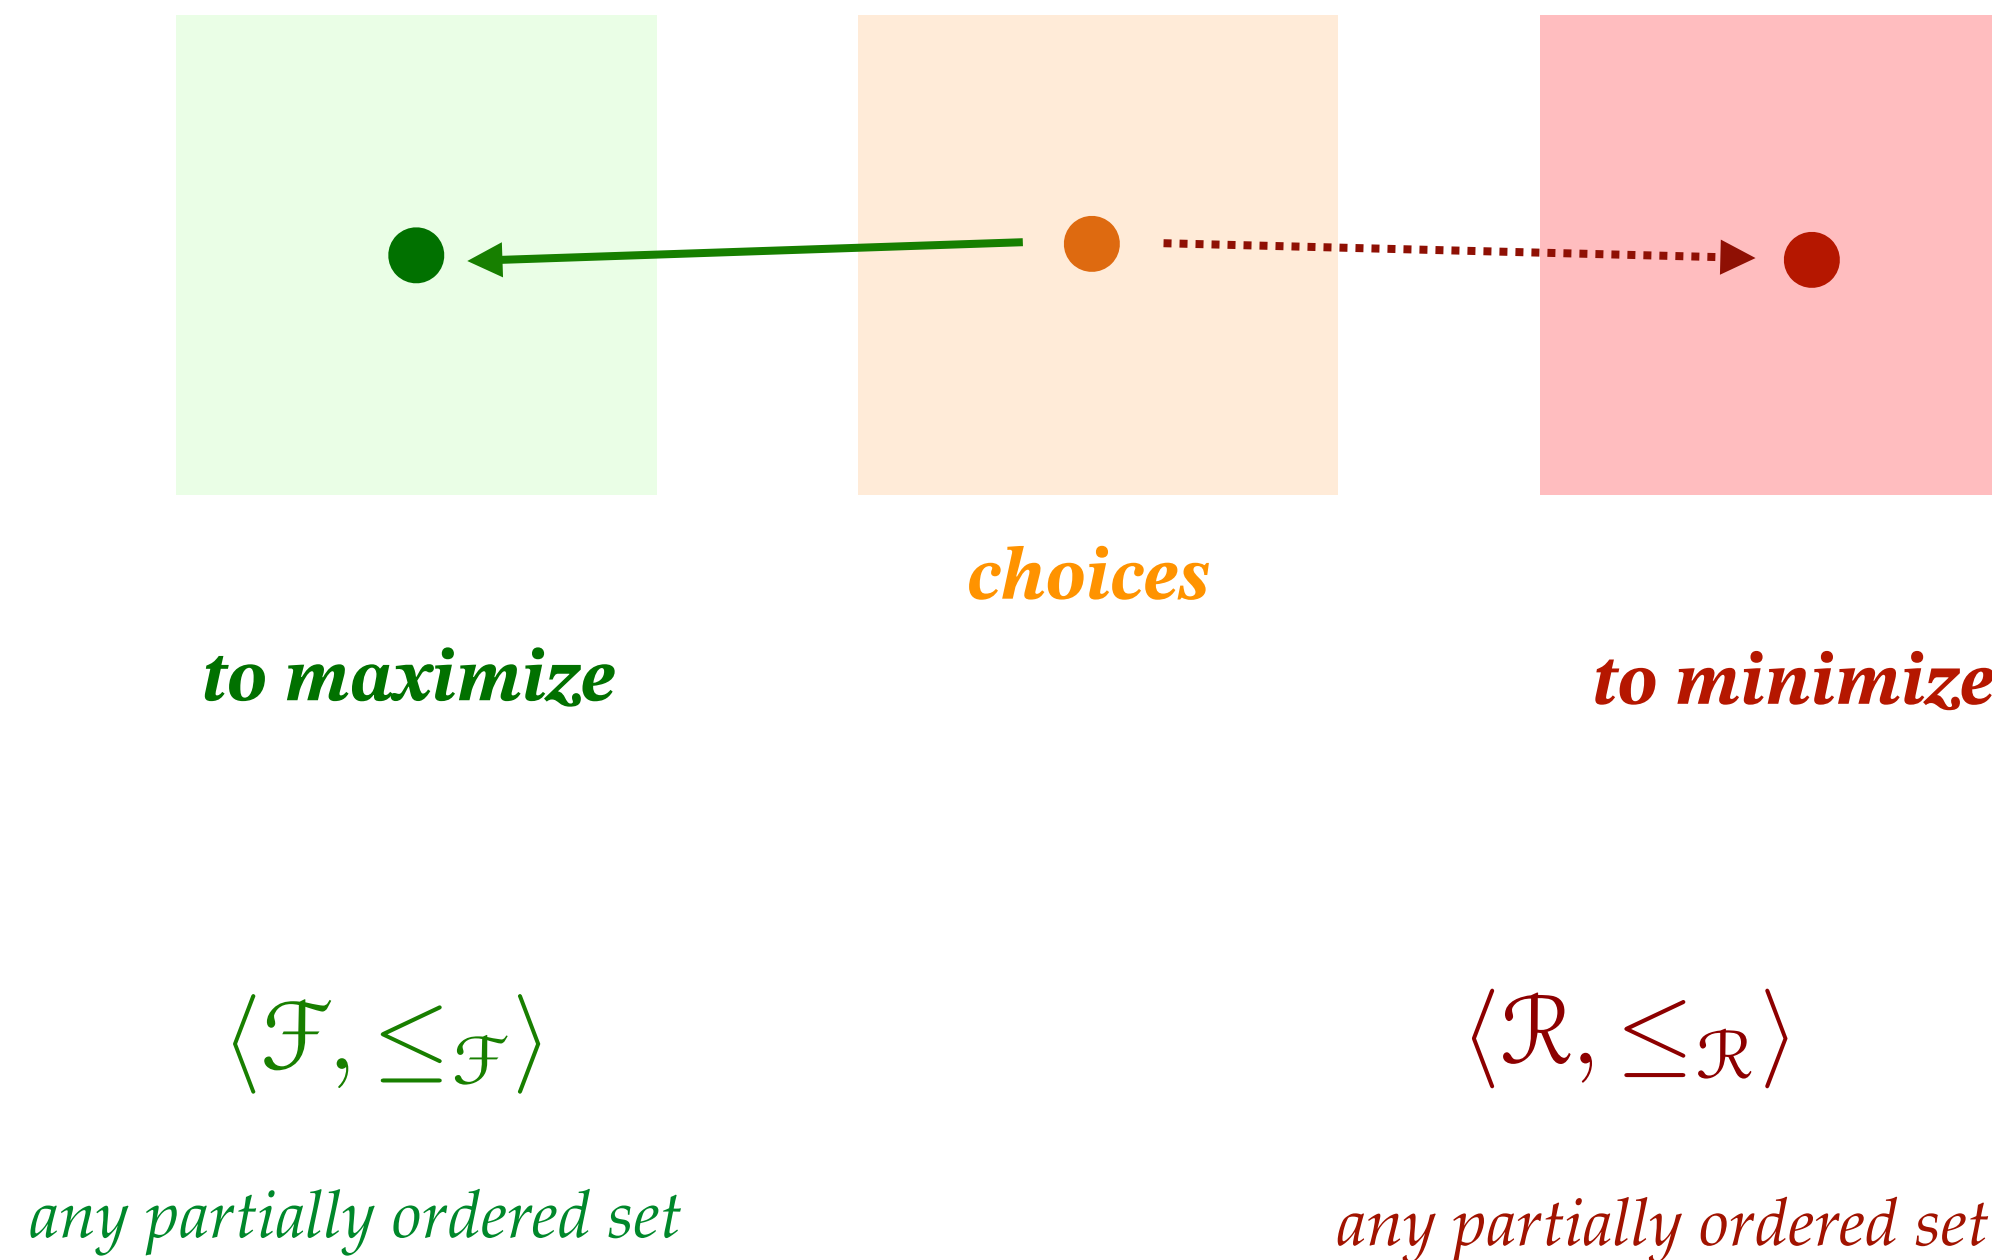 choices
to maximize
to minimize
⟨ℱ, ≤ℱ⟩
⟨ℛ, ≤ℛ⟩
any partially ordered set
any partially ordered set